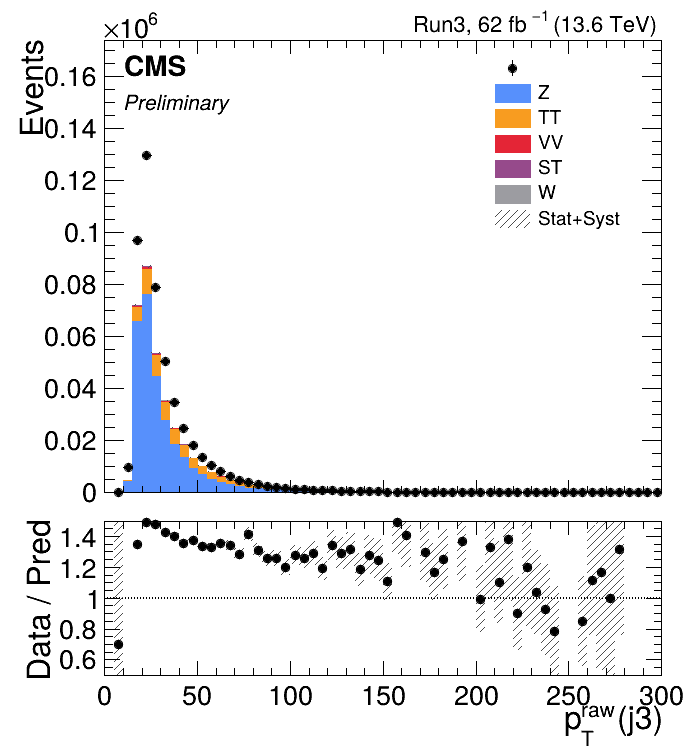 ×10⁶
Run3, 62 fb⁻¹ (13.6 TeV)
CMS
Preliminary
Events
Z
TT
VV
ST
W
Stat+Syst
0.16
0.14
0.12
0.1
0.08
0.06
0.04
0.02
0
Data / Pred
1.4
1.2
1
0.8
0.6
0 50 100 150 200 250 300
p_T^raw(j3)